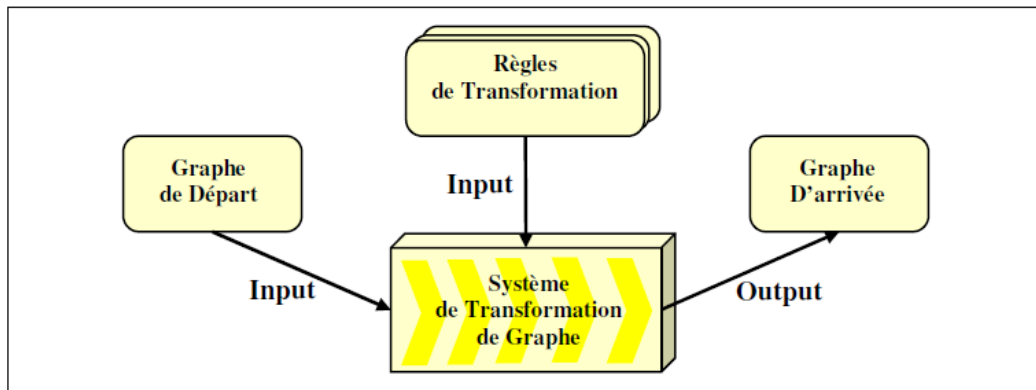 Règles
de Transformation
Graphe
de Départ
Graphe
D'arrivée
Input
Input
Output
Système
de Transformation
de Graphe